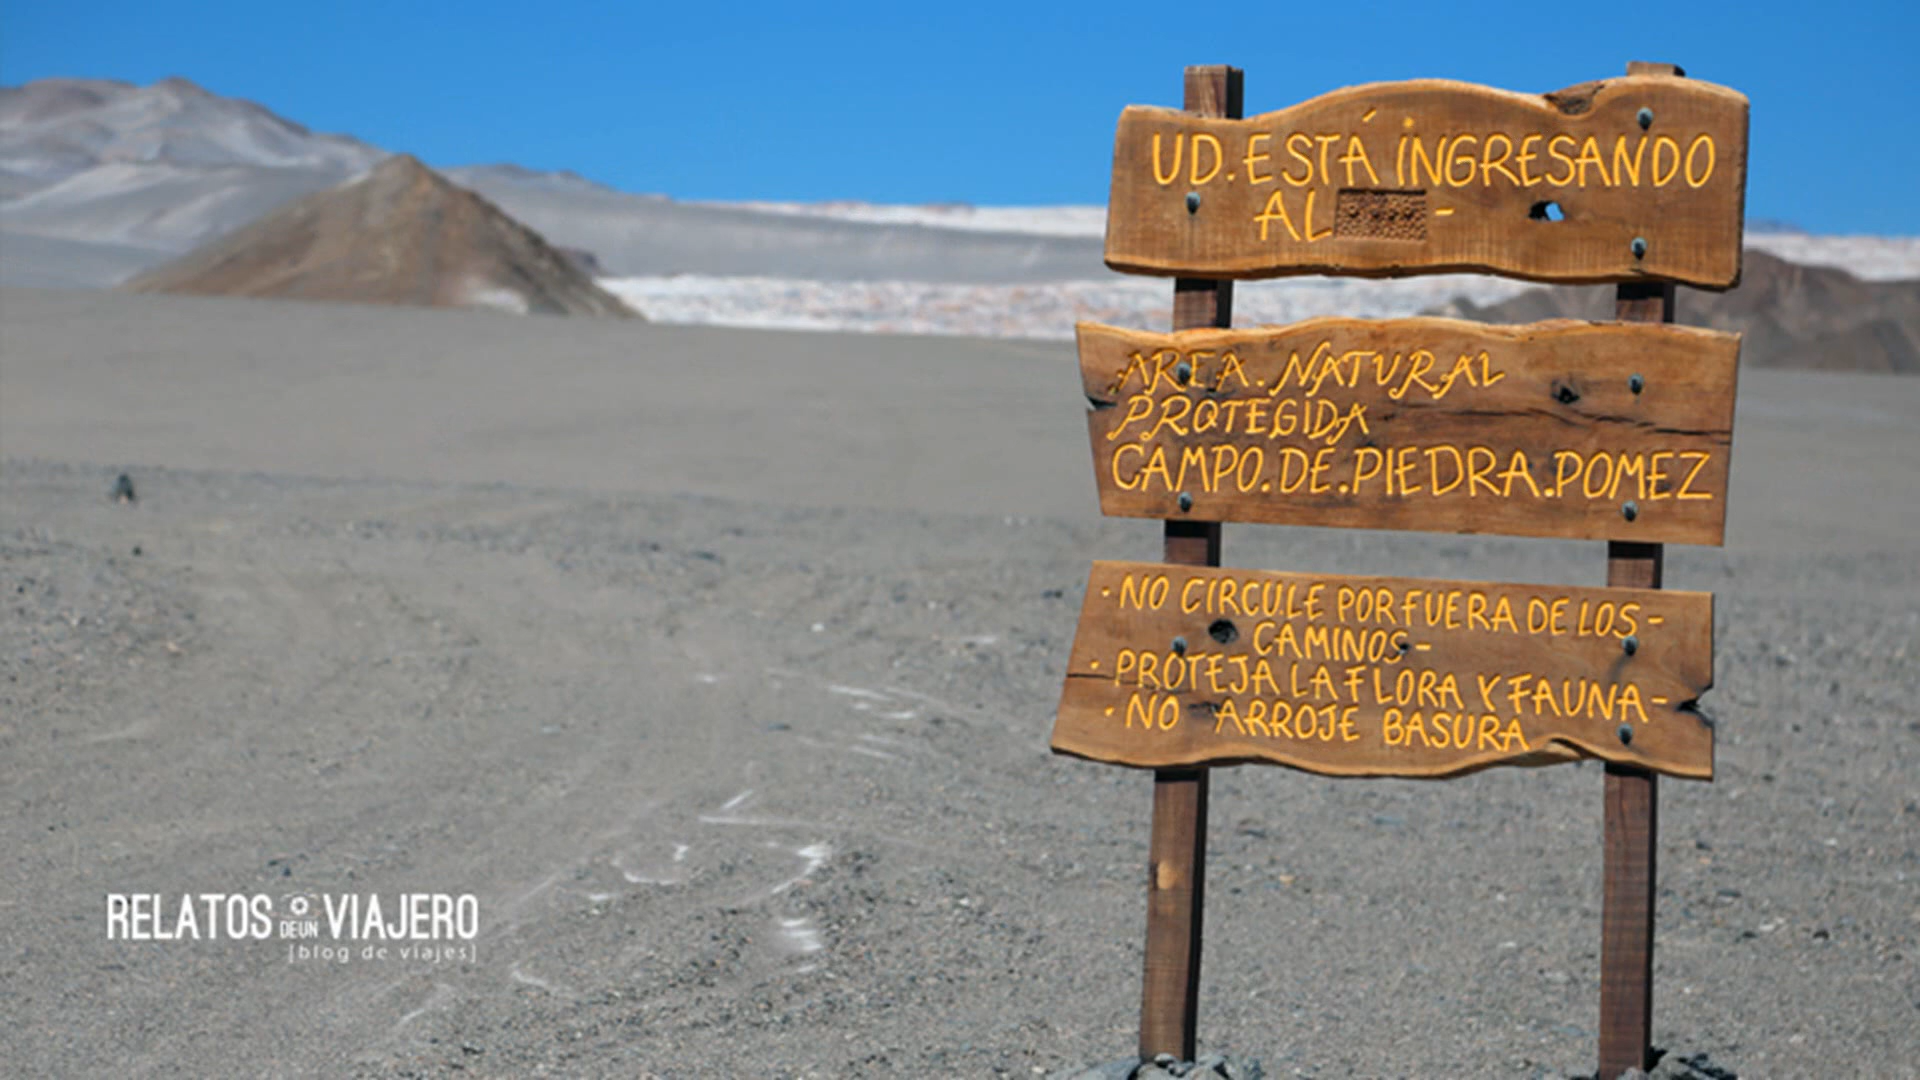 UD. ESTÁ INGRESANDO
AL -
AREA. NATURAL
PROTEGIDA
CAMPO.DE.PIEDRA.POMEZ
· NO CIRCULE POR FUERA DE LOS -
CAMINOS -
· PROTEJA LA FLORA Y FAUNA -
· NO ARROJE BASURA
RELATOS DE UN VIAJERO
[blog de viajes]